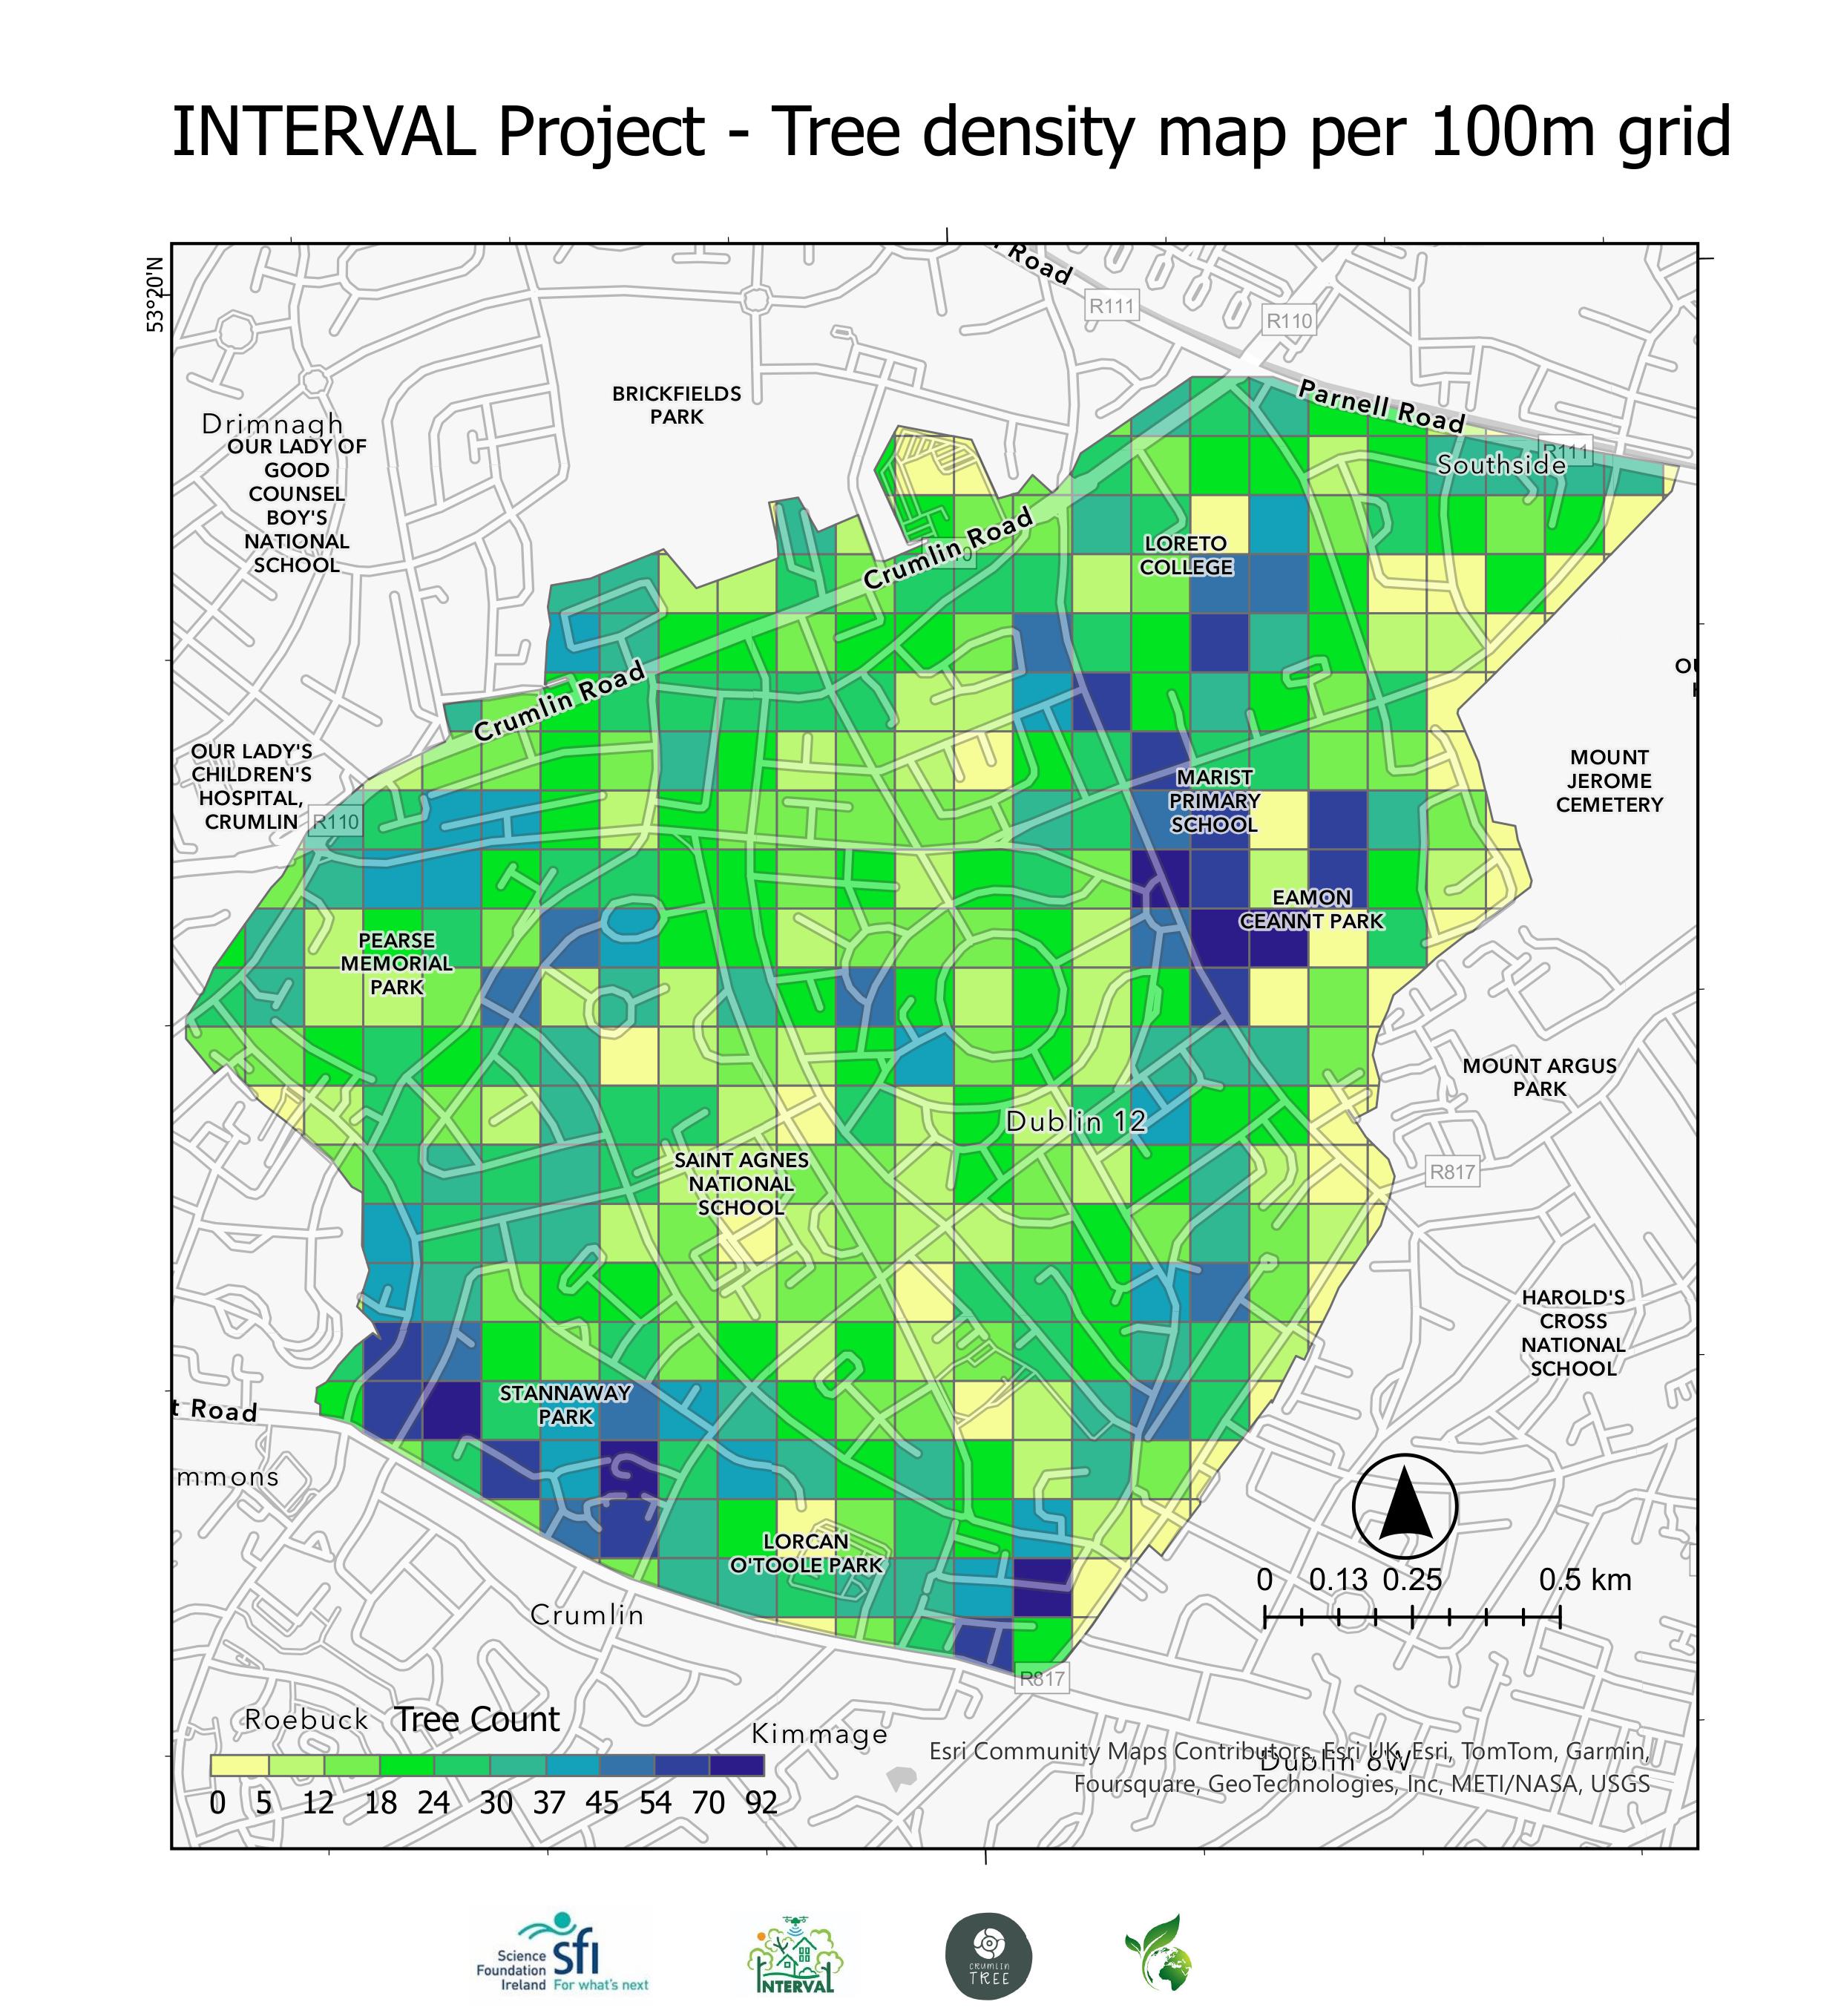 INTERVAL Project - Tree density map per 100m grid
53°20'N
Road
R111
R110
Parnell Road
R111
Southside
BRICKFIELDS
PARK
Drimnagh
OUR LADY OF
GOOD
COUNSEL
BOY'S
NATIONAL
SCHOOL
Crumlin Road
LORETO
COLLEGE
Crumlin Road
OUR LADY'S
CHILDREN'S
HOSPITAL,
CRUMLIN
R110
MARIST
PRIMARY
SCHOOL
MOUNT
JEROME
CEMETERY
EAMON
CEANNT PARK
PEARSE
MEMORIAL
PARK
MOUNT ARGUS
PARK
Dublin 12
SAINT AGNES
NATIONAL
SCHOOL
R817
HAROLD'S
CROSS
NATIONAL
SCHOOL
STANNAWAY
PARK
t Road
mmons
LORCAN
O'TOOLE PARK
0 0.13 0.25 0.5 km
Crumlin
R817
Roebuck
Tree Count
Kimmage
0 5 12 18 24 30 37 45 54 70 92
Dublin 6W
Esri Community Maps Contributors, Esri UK, Esri, TomTom, Garmin,
Foursquare, GeoTechnologies, Inc, METI/NASA, USGS
Science
Foundation
Ireland
sfi
For what's next
INTERVAL
CRUMLIN
TREE